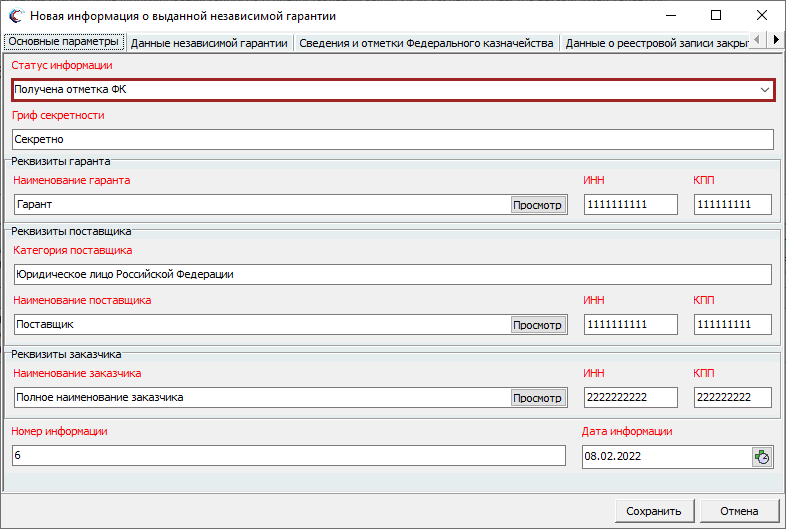 Новая информация о выданной независимой гарантии
Основные параметры Данные независимой гарантии Сведения и отметки Федерального казначейства Данные о реестровой записи закрыт
Статус информации
Получена отметка ФК
Гриф секретности
Секретно
Реквизиты гаранта
Наименование гаранта ИНН КПП
Гарант Просмотр 1111111111 111111111
Реквизиты поставщика
Категория поставщика
Юридическое лицо Российской Федерации
Наименование поставщика ИНН КПП
Поставщик Просмотр 1111111111 111111111
Реквизиты заказчика
Наименование заказчика ИНН КПП
Полное наименование заказчика Просмотр 2222222222 222222222
Номер информации Дата информации
6 08.02.2022
Сохранить Отмена